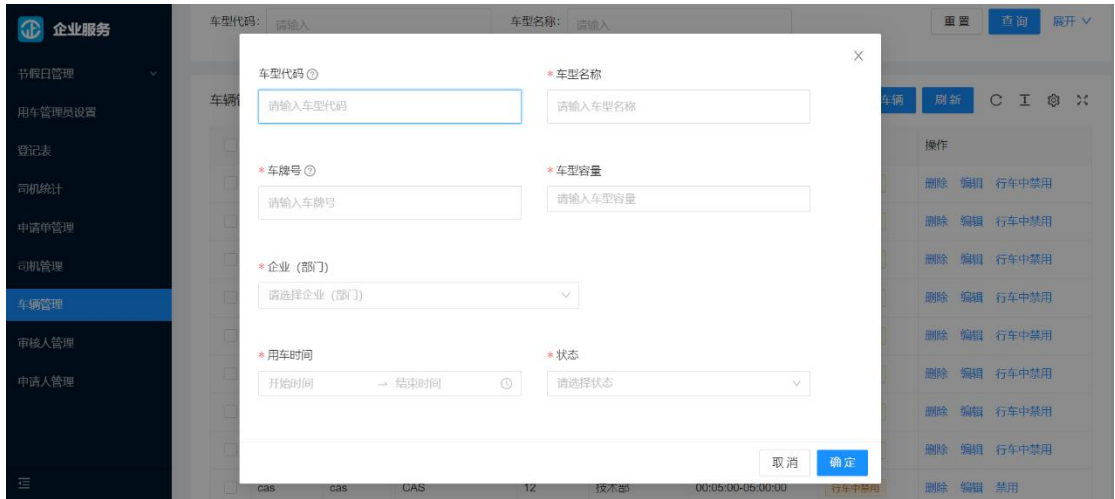 企业服务
节假日管理
用车管理员设置
登记表
司机统计
申请单管理
司机管理
车辆管理
审核人管理
申请人管理
车型代码: 请输入 车型名称: 请输入 重置 查询 展开
车辆 车辆 刷新
车型代码 * 车型名称
请输入车型代码 请输入车型名称
* 车牌号 * 车型容量
请输入车牌号 请输入车型容量
* 企业（部门）
请选择企业（部门）
* 用车时间 * 状态
开始时间 → 结束时间 请选择状态
取消 确定
操作
删除 编辑 行车中禁用
删除 编辑 行车中禁用
删除 编辑 行车中禁用
删除 编辑 行车中禁用
删除 编辑 行车中禁用
删除 编辑 行车中禁用
删除 编辑 行车中禁用
删除 编辑 行车中禁用
cas cas CAS 12 技术部 00:05:00-05:00:00 行车中禁用 删除 编辑 禁用